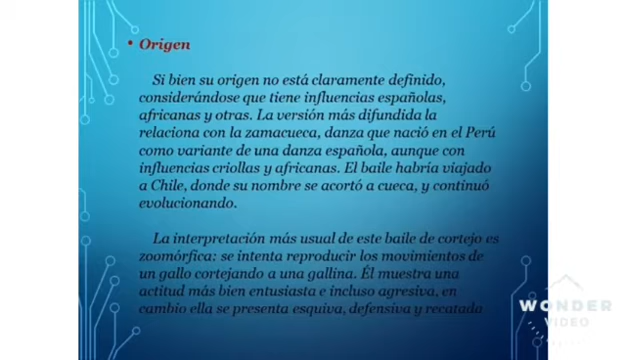 • Origen
Si bien su origen no está claramente definido,
considerándose que tiene influencias españolas,
africanas y otras. La versión más difundida la
relaciona con la zamacueca, danza que nació en el Perú
como variante de una danza española, aunque con
influencias criollas y africanas. El baile habría viajado
a Chile, donde su nombre se acortó a cueca, y continuó
evolucionando.
La interpretación más usual de este baile de cortejo es
zoomórfica: se intenta reproducir los movimientos de
un gallo cortejando a una gallina. Él muestra una
actitud más bien entusiasta e incluso agresiva, en
cambio ella se presenta esquiva, defensiva y recatada
WONDER
VIDEO